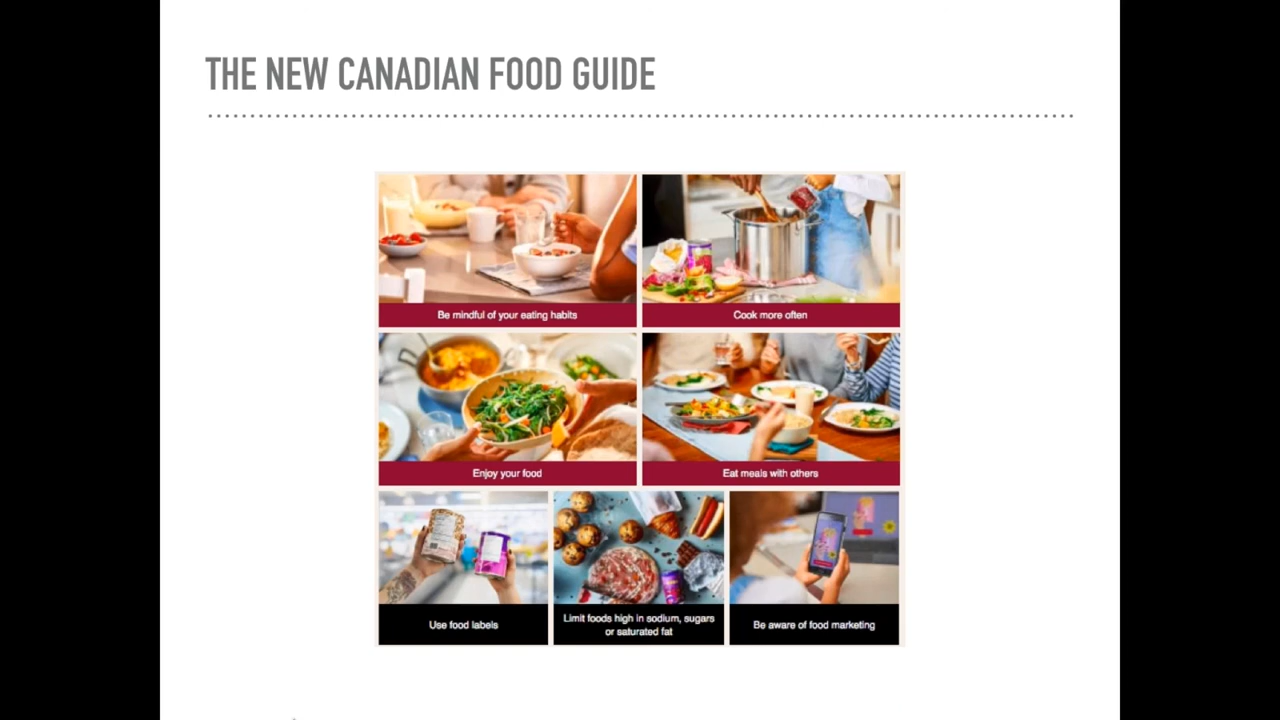 THE NEW CANADIAN FOOD GUIDE
Be mindful of your eating habits
Cook more often
Enjoy your food
Eat meals with others
Use food labels
Limit foods high in sodium, sugars
or saturated fat
Be aware of food marketing